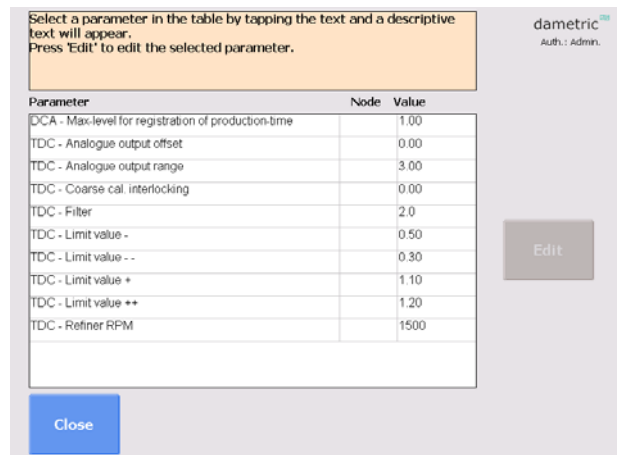 Select a parameter in the table by tapping the text and a descriptive
text will appear.
Press 'Edit' to edit the selected parameter.
dametric
Auth.: Admin.
Parameter Node Value
DCA - Max-level for registration of production-time 1.00
TDC - Analogue output offset 0.00
TDC - Analogue output range 3.00
TDC - Coarse cal. interlocking 0.00
TDC - Filter 2.0
TDC - Limit value - 0.50
TDC - Limit value - - 0.30
TDC - Limit value + 1.10
TDC - Limit value ++ 1.20
TDC - Refiner RPM 1500
Edit
Close